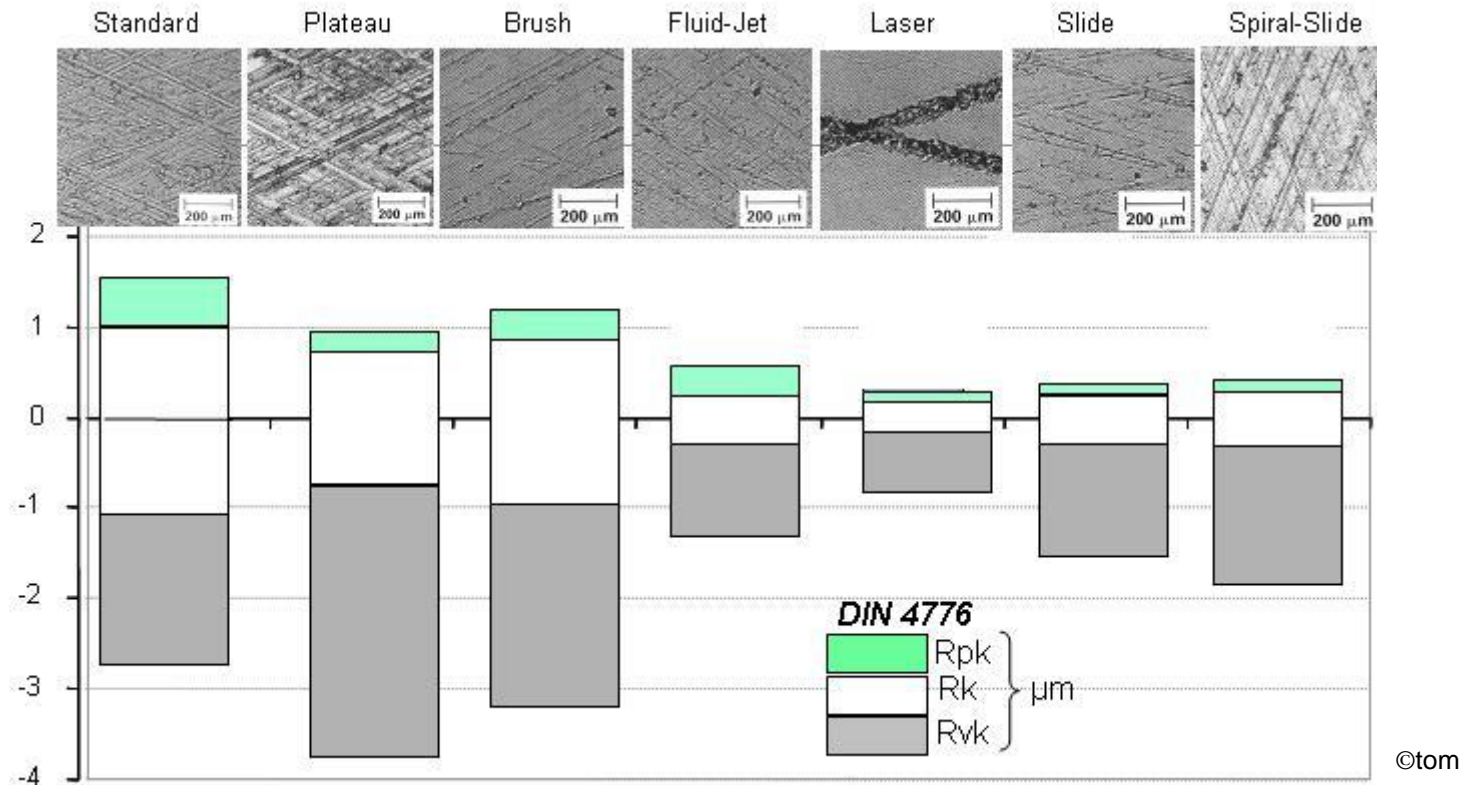 Standard Plateau Brush Fluid-Jet Laser Slide Spiral-Slide
200 µm 200 µm 200 µm 200 µm 200 µm 200 µm 200 µm
2
1
0
-1
-2
-3
-4
DIN 4776
Rpk
Rk
Rvk
µm
©tom